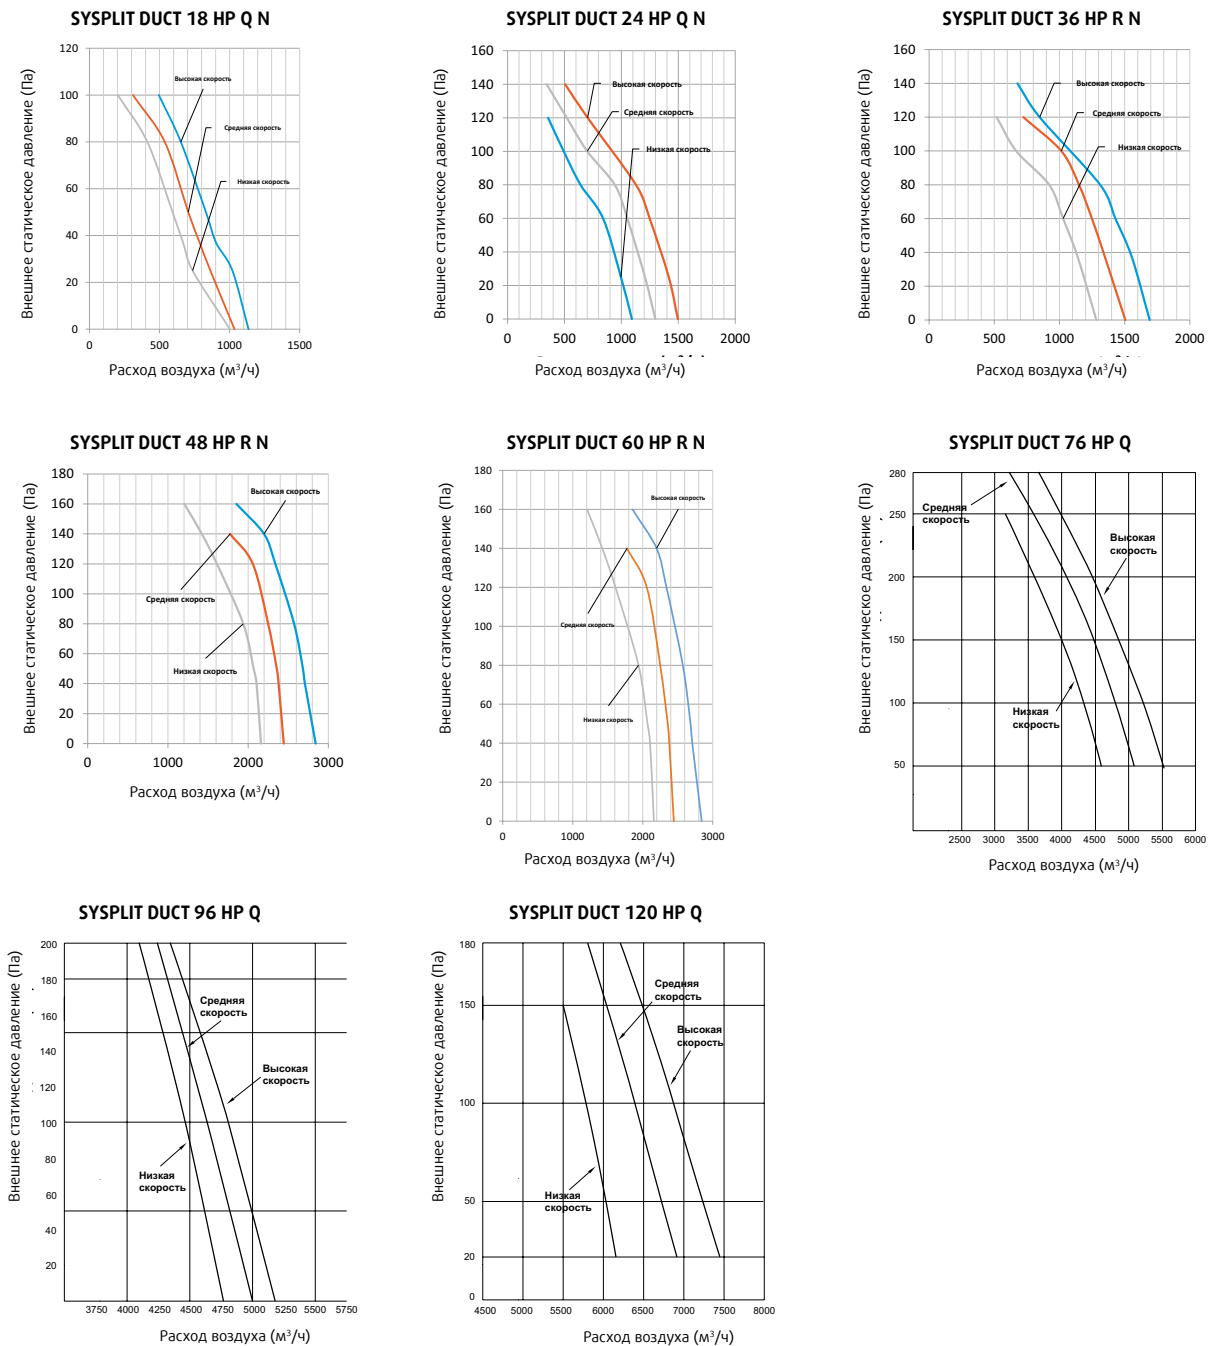 SYSPLIT DUCT 18 HP Q N
Внешнее статическое давление (Па)
120
100
80
60
40
20
0
Высокая скорость
Средняя скорость
Низкая скорость
0 500 1000 1500
Расход воздуха (м³/ч)
SYSPLIT DUCT 24 HP Q N
Внешнее статическое давление (Па)
160
140
120
100
80
60
40
20
0
Высокая скорость
Средняя скорость
Низкая скорость
0 500 1000 1500 2000
Расход воздуха (м³/ч)
SYSPLIT DUCT 36 HP R N
Внешнее статическое давление (Па)
160
140
120
100
80
60
40
20
0
Высокая скорость
Средняя скорость
Низкая скорость
0 500 1000 1500 2000
Расход воздуха (м³/ч)
SYSPLIT DUCT 48 HP R N
Внешнее статическое давление (Па)
180
160
140
120
100
80
60
40
20
0
Высокая скорость
Средняя скорость
Низкая скорость
0 1000 2000 3000
Расход воздуха (м³/ч)
SYSPLIT DUCT 60 HP R N
Внешнее статическое давление (Па)
180
160
140
120
100
80
60
40
20
0
Высокая скорость
Средняя скорость
Низкая скорость
0 1000 2000 3000
Расход воздуха (м³/ч)
SYSPLIT DUCT 76 HP Q
Внешнее статическое давление (Па)
280
250
200
150
100
50
Средняя
скорость
Высокая
скорость
Низкая
скорость
2500 3000 3500 4000 4500 5000 5500 6000
Расход воздуха (м³/ч)
SYSPLIT DUCT 96 HP Q
Внешнее статическое давление (Па)
200
180
160
140
120
100
80
60
40
20
Средняя
скорость
Высокая
скорость
Низкая
скорость
3750 4000 4250 4500 4750 5000 5250 5500 5750
Расход воздуха (м³/ч)
SYSPLIT DUCT 120 HP Q
Внешнее статическое давление (Па)
180
150
100
50
20
0
Средняя
скорость
Высокая
скорость
Низкая
скорость
4500 5000 5500 6000 6500 7000 7500 8000
Расход воздуха (м³/ч)